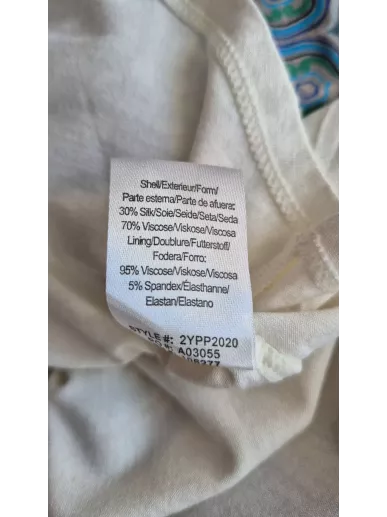 Shell/Exterieur/Form/
Parte esterna/Parte de afuera:
30% Silk/Soie/Seide/Seta/Seda
70% Viscose/Viskose/Viscosa
Lining/Doublure/Futterstoff/
Fodera/Forro:
95% Viscose/Viskose/Viscosa
5% Spandex/Élasthanne/
Elastan/Elastano
STYLE#: 2YPP2020
A03055